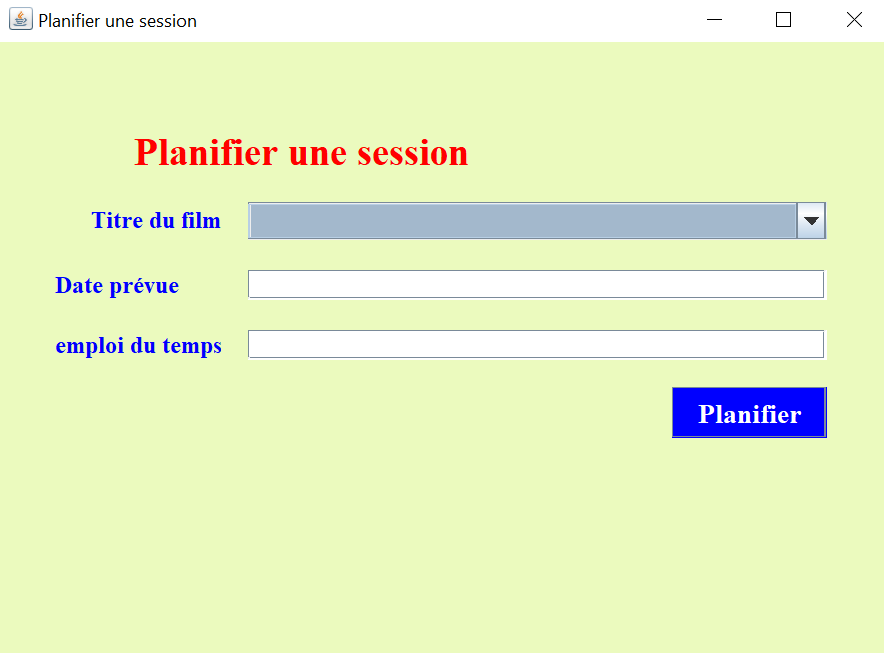 Planifier une session
Planifier une session
Titre du film
Date prévue
emploi du temps
Planifier